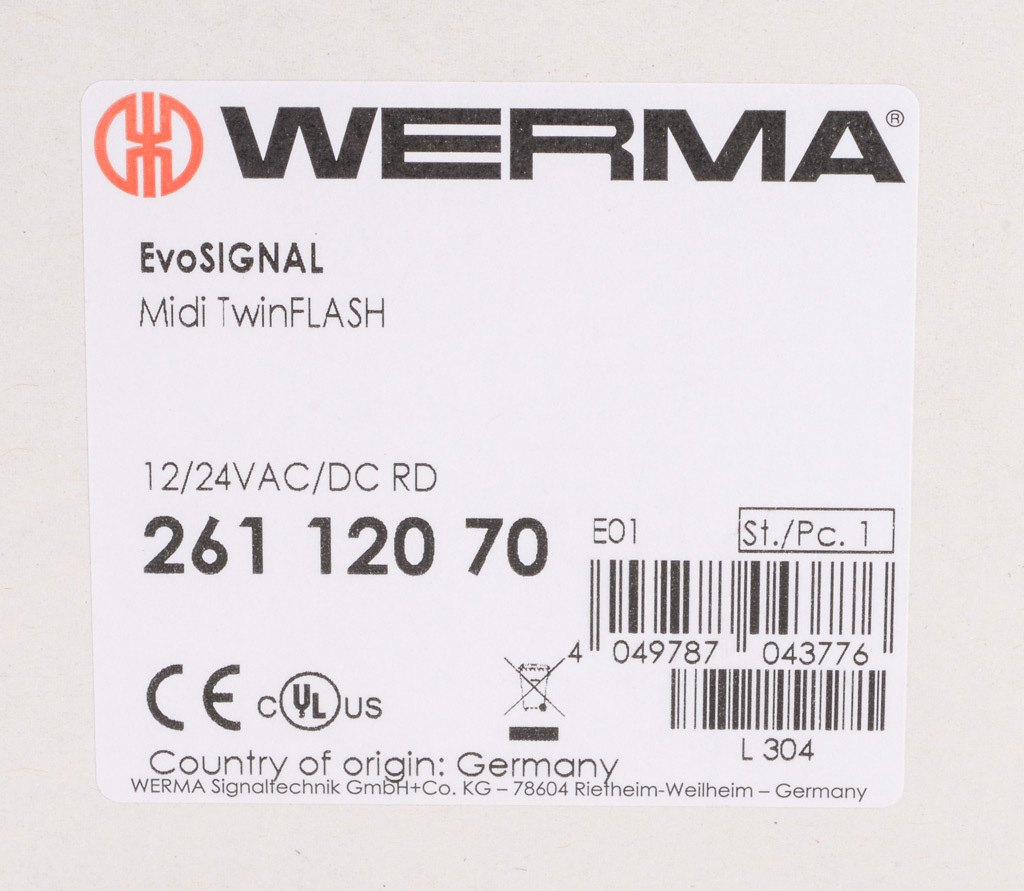 WERMA®
EvoSIGNAL
Midi TwinFLASH
12/24VAC/DC RD
261 120 70
E01
St./Pc. 1
4 049787 043776
CE c UL us
L 304
Country of origin: Germany
WERMA Signaltechnik GmbH+Co. KG – 78604 Rietheim-Weilheim – Germany